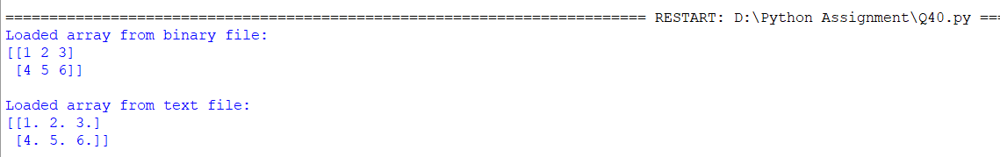 ========================================================================= RESTART: D:\Python Assignment\Q40.py ===
Loaded array from binary file:
[[1 2 3]
 [4 5 6]]
Loaded array from text file:
[[1. 2. 3.]
 [4. 5. 6.]]